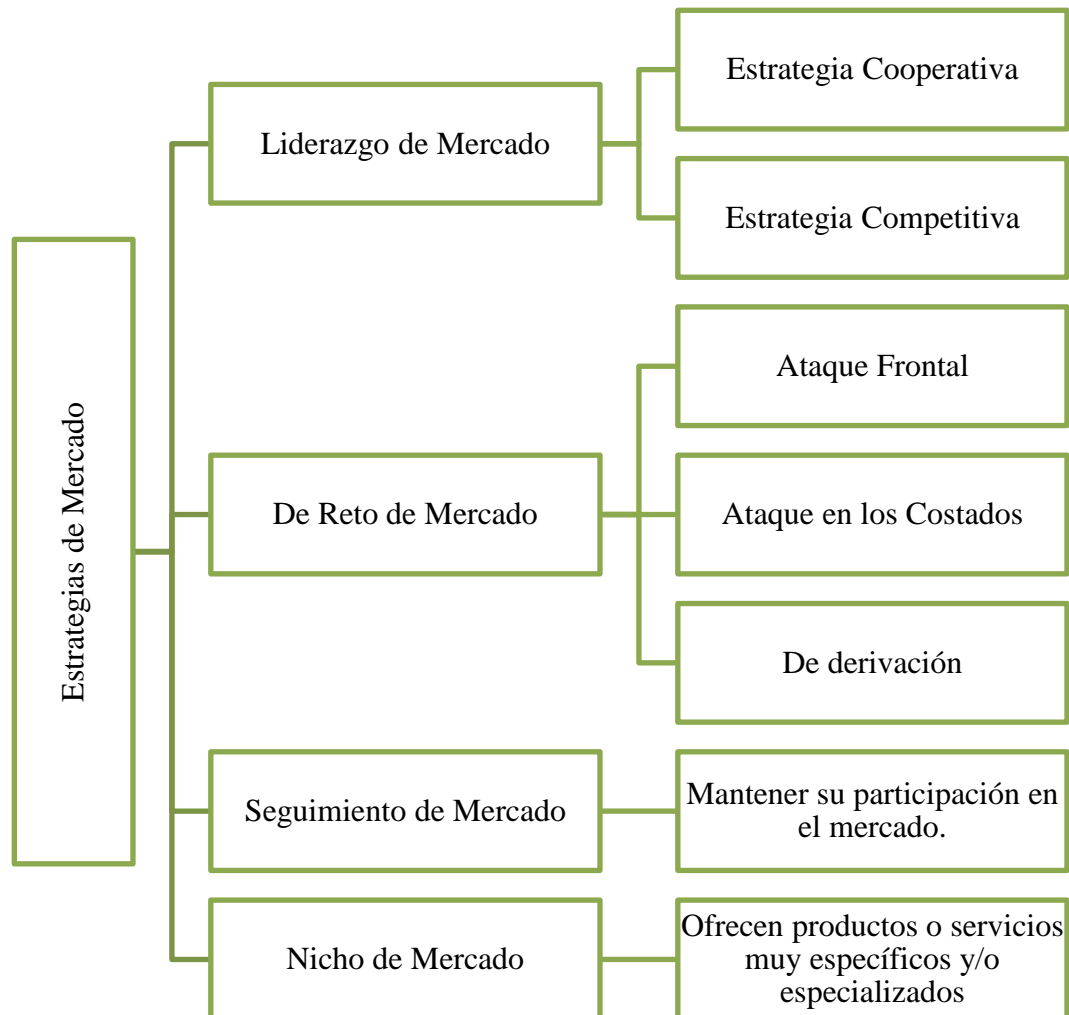 Estrategias de Mercado
Liderazgo de Mercado
Estrategia Cooperativa
Estrategia Competitiva
De Reto de Mercado
Ataque Frontal
Ataque en los Costados
De derivación
Seguimiento de Mercado
Mantener su participación en
el mercado.
Nicho de Mercado
Ofrecen productos o servicios
muy específicos y/o
especializados